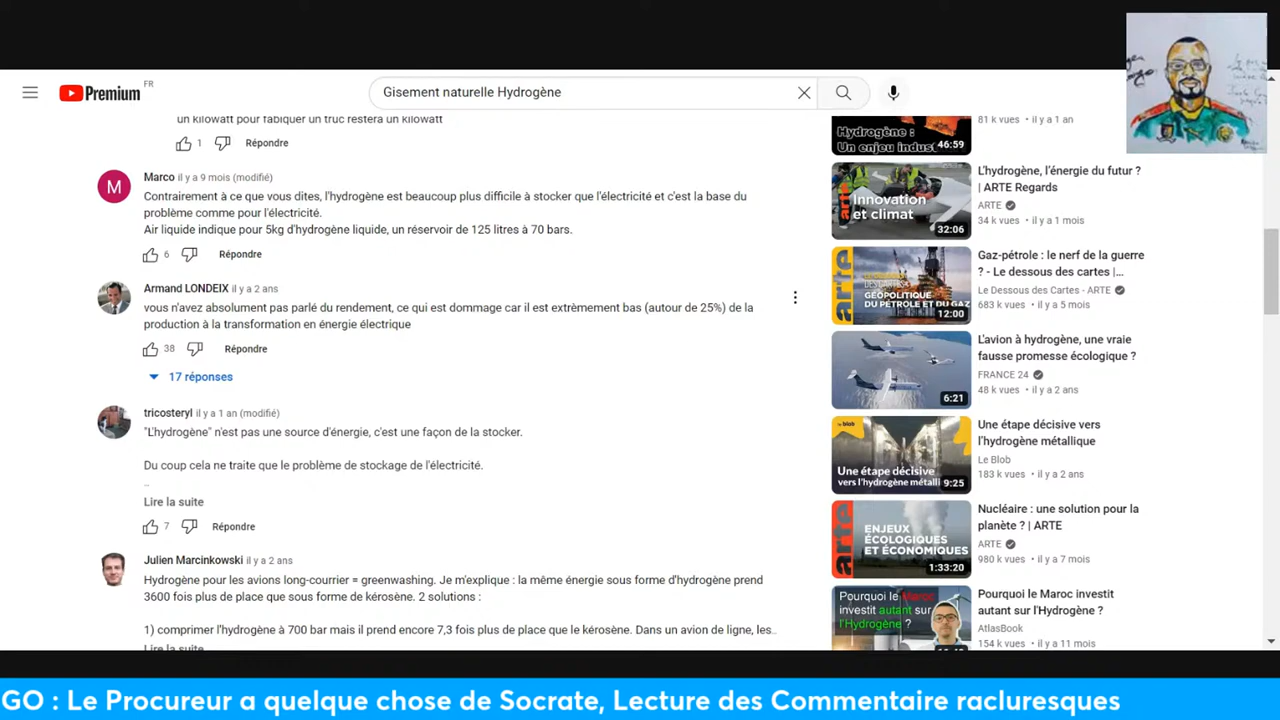 Premium
FR
Gisement naturelle Hydrogène
un kilowatt pour fabiquer un truc restera un kilowatt
1 Répondre
M
Marco il y a 9 mois (modifié)
Contrairement à ce que vous dites, l'hydrogène est beaucoup plus difficile à stocker que l'électricité et c'est la base du
problème comme pour l'électricité.
Air liquide indique pour 5kg d'hydrogène liquide, un réservoir de 125 litres à 70 bars.
6 Répondre
Armand LONDEIX il y a 2 ans
vous n'avez absolument pas parlé du rendement, ce qui est dommage car il est extrèmement bas (autour de 25%) de la
production à la transformation en énergie électrique
38 Répondre
17 réponses
tricosteryl il y a 1 an (modifié)
"L'hydrogène" n'est pas une source d'énergie, c'est une façon de la stocker.
Du coup cela ne traite que le problème de stockage de l'électricité.
..
Lire la suite
7 Répondre
Julien Marcinkowski il y a 2 ans
Hydrogène pour les avions long-courrier = greenwashing. Je m'explique : la même énergie sous forme d'hydrogène prend
3600 fois plus de place que sous forme de kérosène. 2 solutions :
1) comprimer l'hydrogène à 700 bar mais il prend encore 7,3 fois plus de place que le kérosène. Dans un avion de ligne, les..
Lire la suite
Hydrogène :
Un enjeu indust
46:59
81 k vues • il y a 1 an
Innovation
et climat
arte
32:06
L'hydrogène, l'énergie du futur ?
| ARTE Regards
ARTE
34 k vues • il y a 1 mois
arte
LE DESSOUS
DES CARTES
GÉOPOLITIQUE
DU PÉTROLE ET DU GAZ
12:00
Gaz-pétrole : le nerf de la guerre
? - Le dessous des cartes |...
Le Dessous des Cartes - ARTE
683 k vues • il y a 5 mois
6:21
L'avion à hydrogène, une vraie
fausse promesse écologique ?
FRANCE 24
48 k vues • il y a 2 ans
blob
Une étape décisive
vers l'hydrogène métalli
9:25
Une étape décisive vers
l'hydrogène métallique
Le Blob
183 k vues • il y a 2 ans
arte
ENJEUX
ÉCOLOGIQUES
ET ÉCONOMIQUES
1:33:20
Nucléaire : une solution pour la
planète ? | ARTE
ARTE
980 k vues • il y a 7 mois
Pourquoi le Maroc
investit autant sur
l'Hydrogène ?
Pourquoi le Maroc investit
autant sur l'Hydrogène ?
AtlasBook
154 k vues • il y a 11 mois
GO : Le Procureur a quelque chose de Socrate, Lecture des Commentaire racluresques